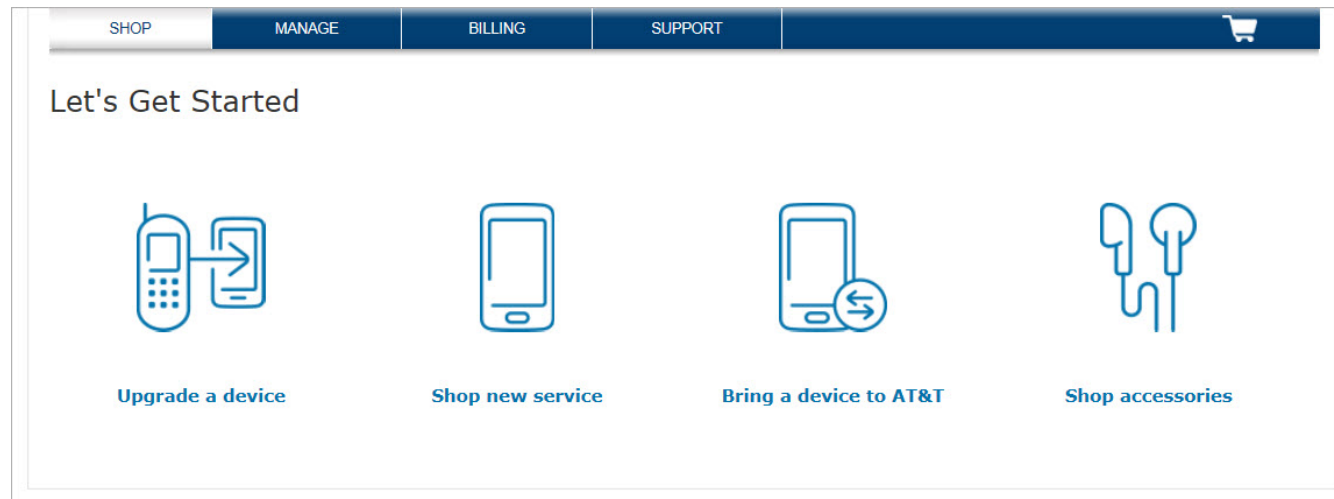 SHOP MANAGE BILLING SUPPORT
Let's Get Started
Upgrade a device Shop new service Bring a device to AT&T Shop accessories